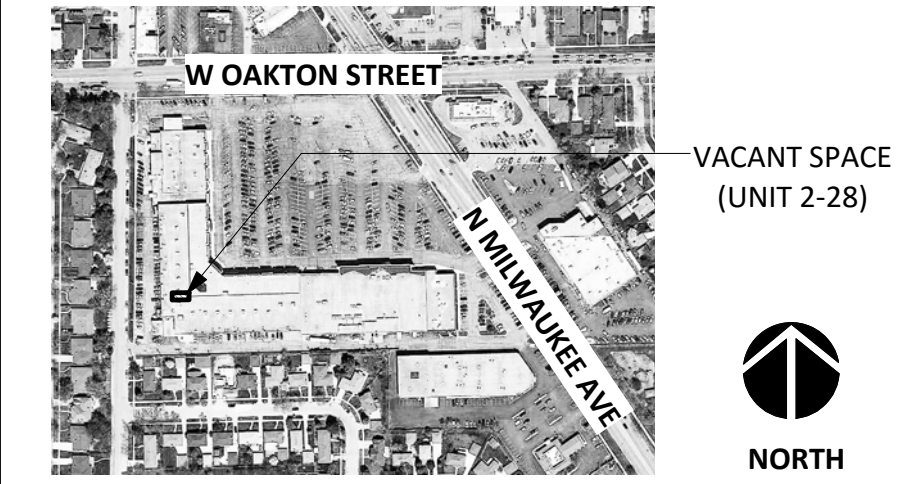 W OAKTON STREET
VACANT SPACE
(UNIT 2-28)
N MILWAUKEE AVE
NORTH